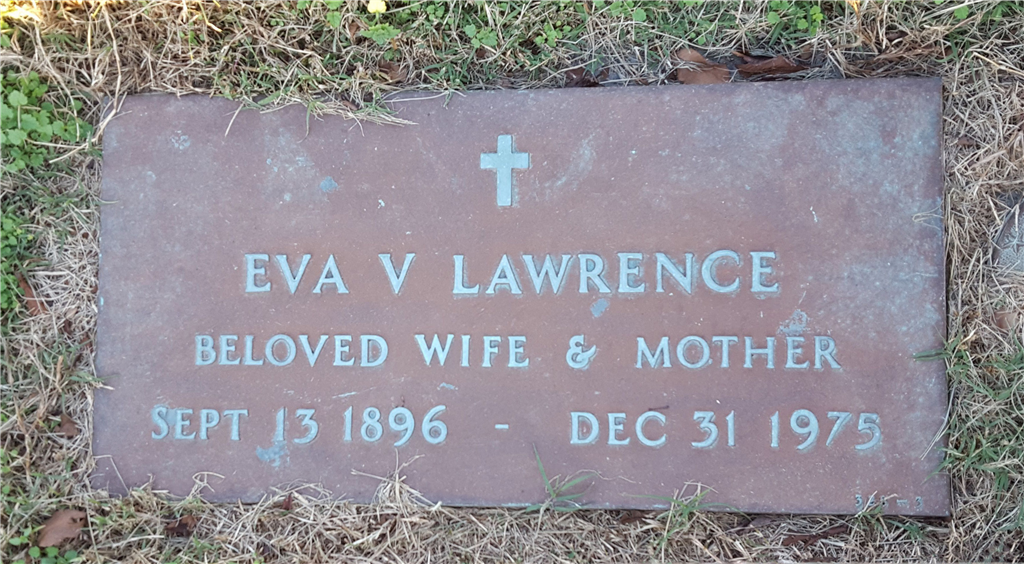 EVA V LAWRENCE
BELOVED WIFE & MOTHER
SEPT 13 1896 - DEC 31 1975